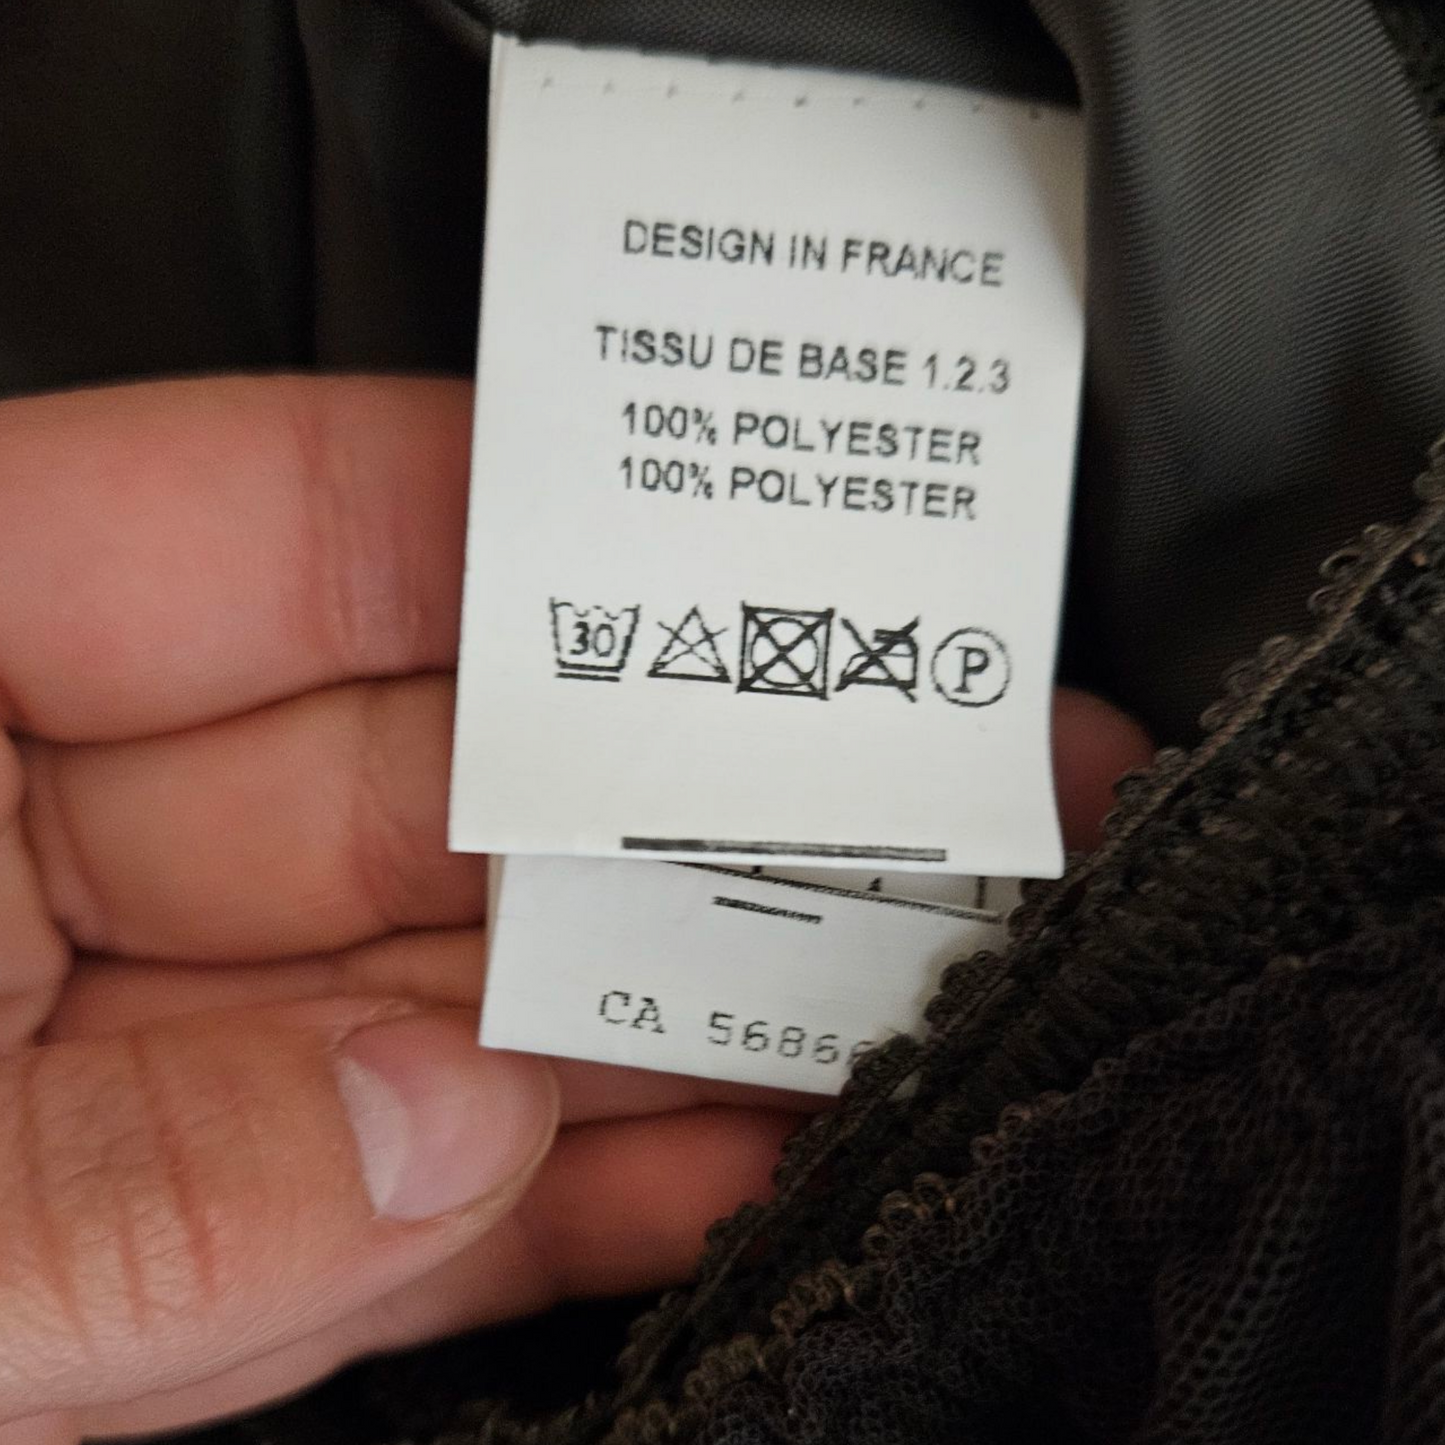 DESIGN IN FRANCE
TISSU DE BASE 1.2.3
100% POLYESTER
100% POLYESTER
30
P
CA 5686